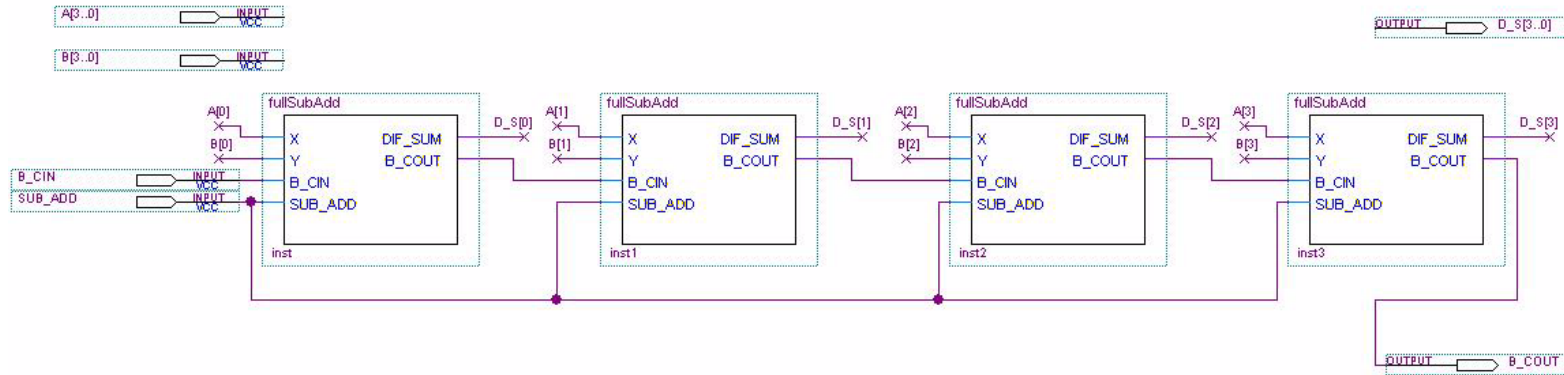 A[3..0] INPUT VCC
OUTPUT D_S[3..0]
B[3..0] INPUT VCC
fullSubAdd
A[0]
B[0]
X
Y
B_CIN
SUB_ADD
DIF_SUM
B_COUT
inst
D_S[0]
B_CIN INPUT VCC
SUB_ADD INPUT VCC
fullSubAdd
A[1]
B[1]
X
Y
B_CIN
SUB_ADD
DIF_SUM
B_COUT
inst1
D_S[1]
fullSubAdd
A[2]
B[2]
X
Y
B_CIN
SUB_ADD
DIF_SUM
B_COUT
inst2
D_S[2]
fullSubAdd
A[3]
B[3]
X
Y
B_CIN
SUB_ADD
DIF_SUM
B_COUT
inst3
D_S[3]
OUTPUT B_COUT